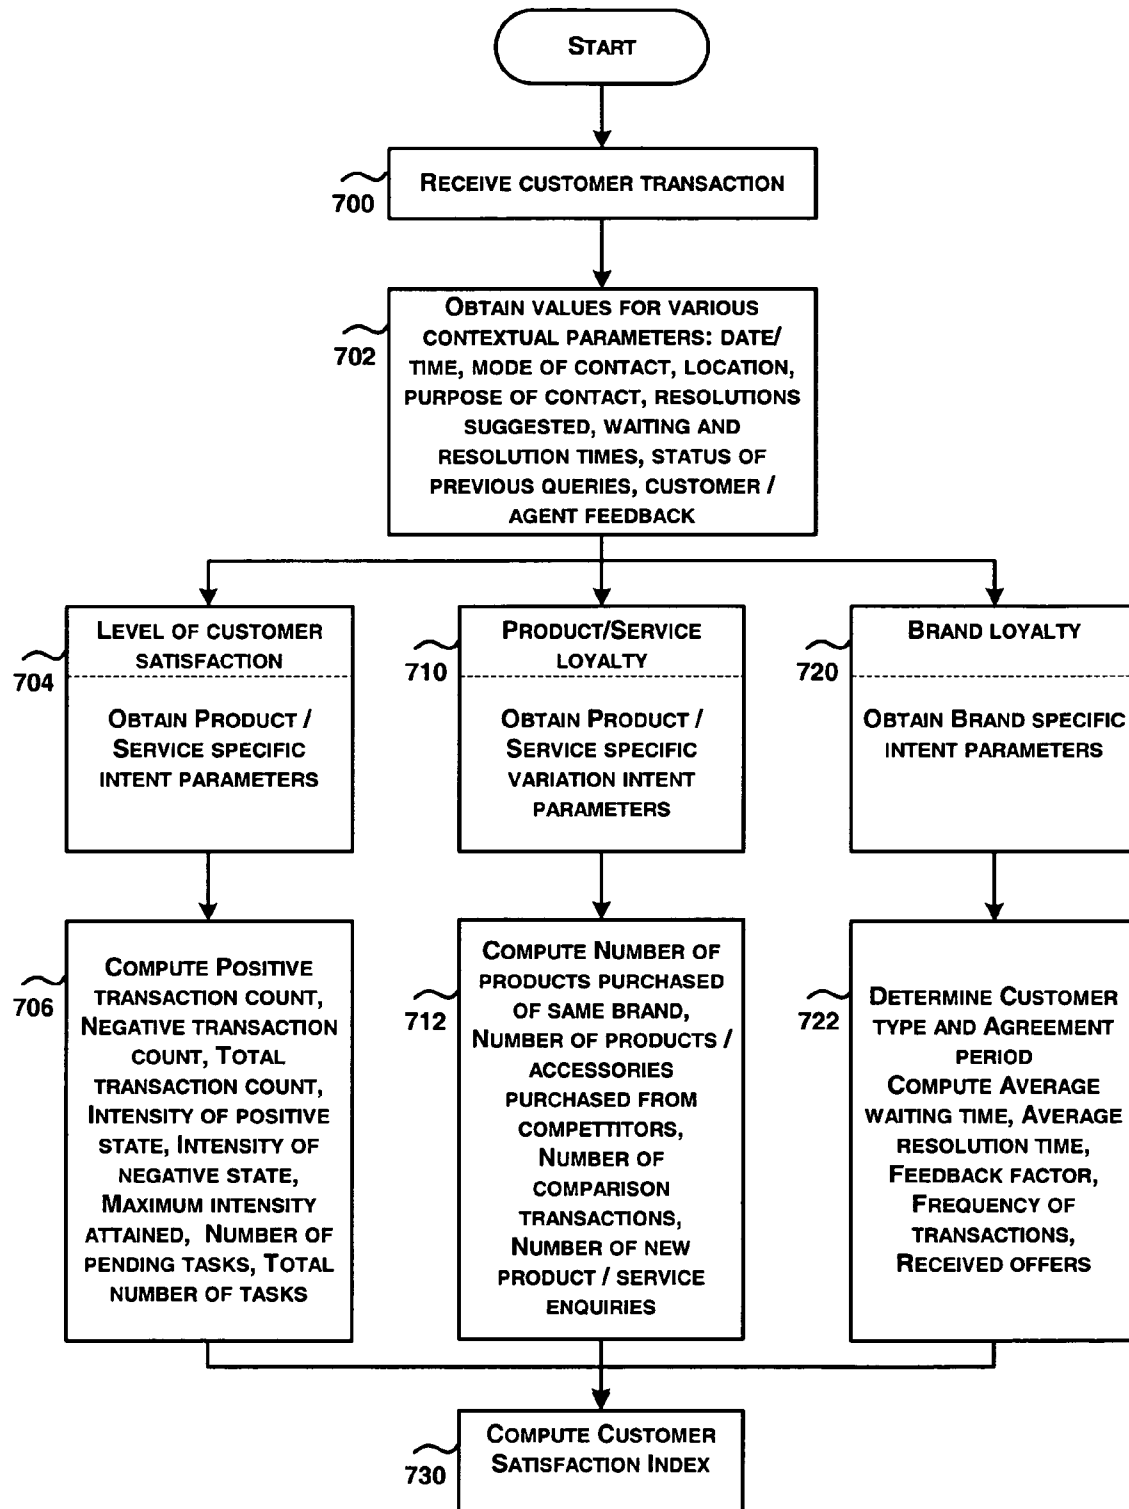 START
700
RECEIVE CUSTOMER TRANSACTION
702
OBTAIN VALUES FOR VARIOUS
CONTEXTUAL PARAMETERS: DATE/
TIME, MODE OF CONTACT, LOCATION,
PURPOSE OF CONTACT, RESOLUTIONS
SUGGESTED, WAITING AND
RESOLUTION TIMES, STATUS OF
PREVIOUS QUERIES, CUSTOMER /
AGENT FEEDBACK
704
LEVEL OF CUSTOMER
SATISFACTION
OBTAIN PRODUCT /
SERVICE SPECIFIC
INTENT PARAMETERS
710
PRODUCT/SERVICE
LOYALTY
OBTAIN PRODUCT /
SERVICE SPECIFIC
VARIATION INTENT
PARAMETERS
720
BRAND LOYALTY
OBTAIN BRAND SPECIFIC
INTENT PARAMETERS
706
COMPUTE POSITIVE
TRANSACTION COUNT,
NEGATIVE TRANSACTION
COUNT, TOTAL
TRANSACTION COUNT,
INTENSITY OF POSITIVE
STATE, INTENSITY OF
NEGATIVE STATE,
MAXIMUM INTENSITY
ATTAINED, NUMBER OF
PENDING TASKS, TOTAL
NUMBER OF TASKS
712
COMPUTE NUMBER OF
PRODUCTS PURCHASED
OF SAME BRAND,
NUMBER OF PRODUCTS /
ACCESSORIES
PURCHASED FROM
COMPETTITORS,
NUMBER OF
COMPARISON
TRANSACTIONS,
NUMBER OF NEW
PRODUCT / SERVICE
ENQUIRIES
722
DETERMINE CUSTOMER
TYPE AND AGREEMENT
PERIOD
COMPUTE AVERAGE
WAITING TIME, AVERAGE
RESOLUTION TIME,
FEEDBACK FACTOR,
FREQUENCY OF
TRANSACTIONS,
RECEIVED OFFERS
730
COMPUTE CUSTOMER
SATISFACTION INDEX